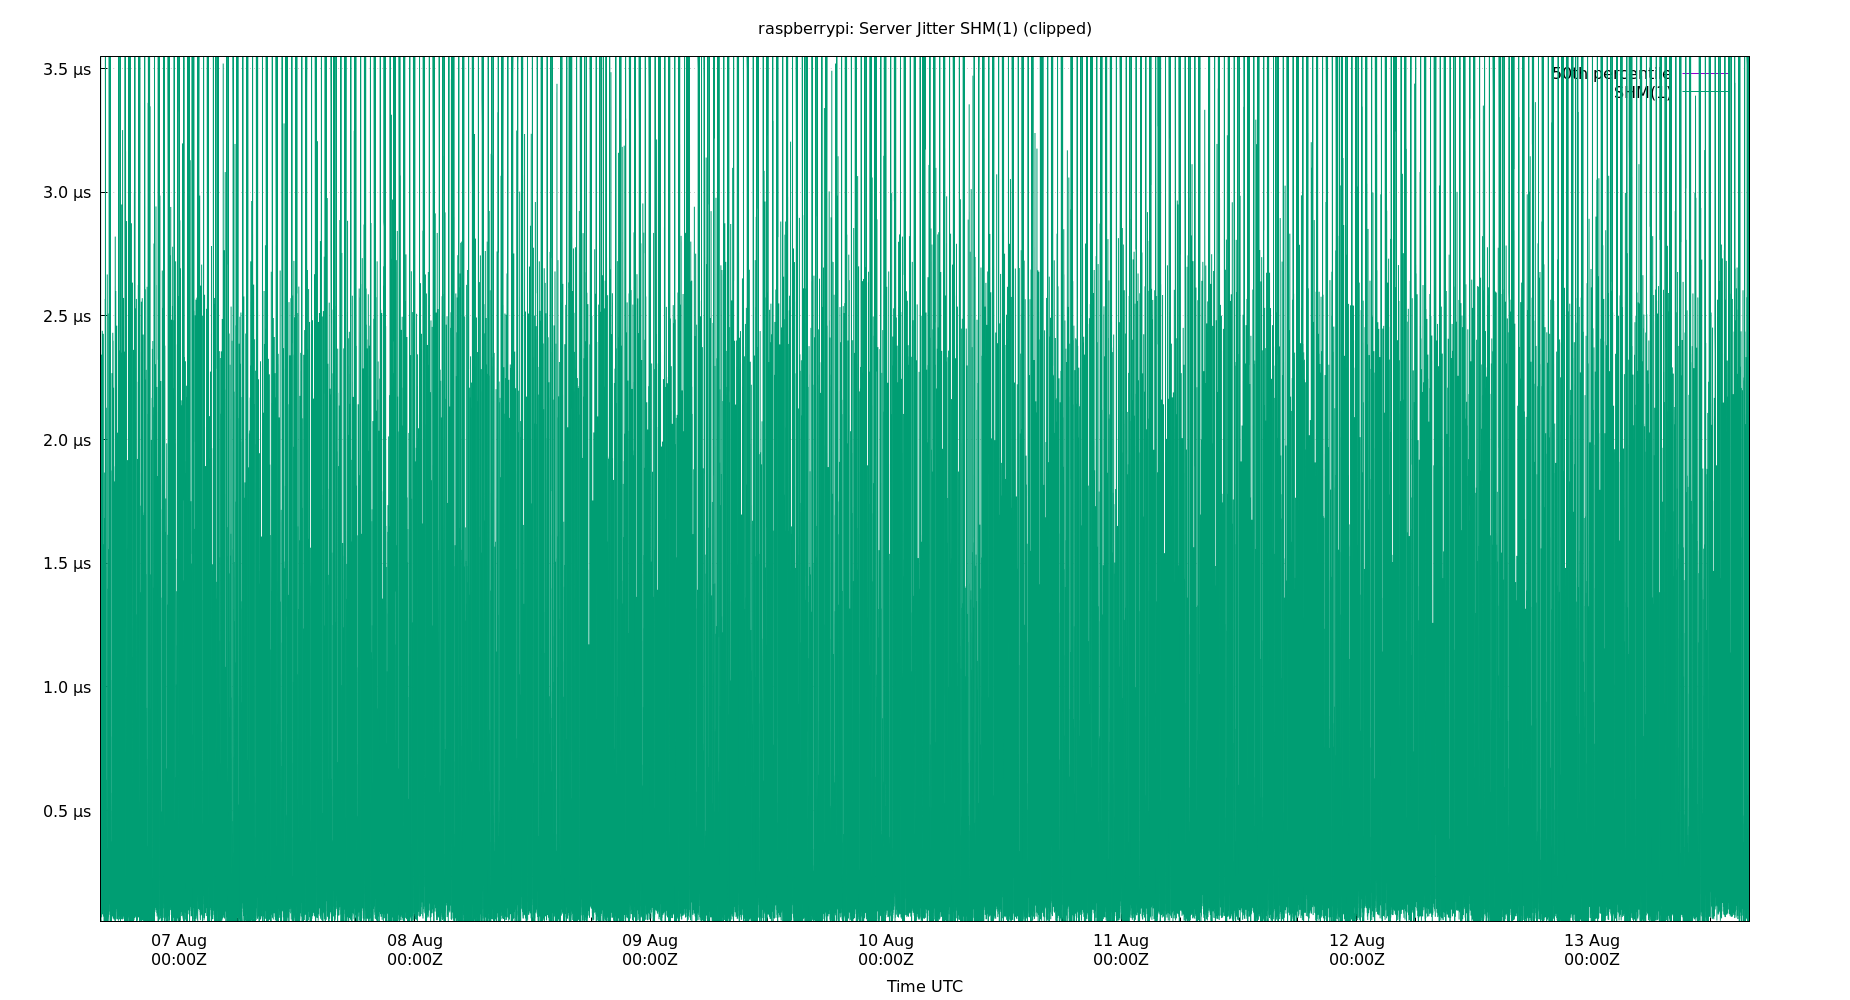 raspberrypi: Server Jitter SHM(1) (clipped)
3.5 μs
50th percentile
SHM(1)
3.0 μs
2.5 μs
2.0 μs
1.5 μs
1.0 μs
0.5 μs
07 Aug 08 Aug 09 Aug 10 Aug 11 Aug 12 Aug 13 Aug
00:00Z 00:00Z 00:00Z 00:00Z 00:00Z 00:00Z 00:00Z
Time UTC